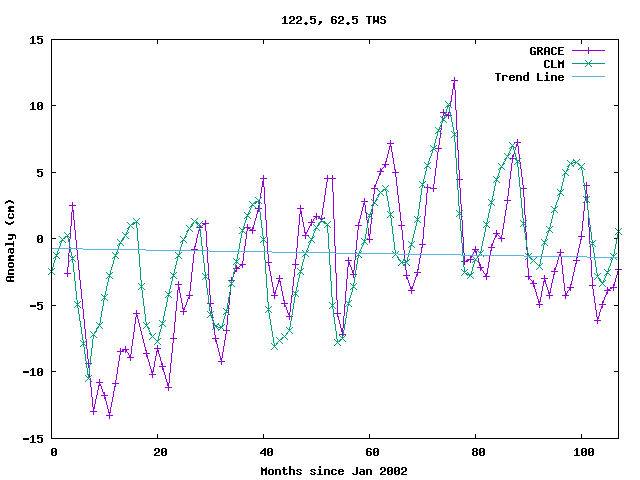 122.5, 62.5 TWS
GRACE
CLM
Trend Line
Anomaly (cm)
15
10
5
0
-5
-10
-15
0 20 40 60 80 100
Months since Jan 2002